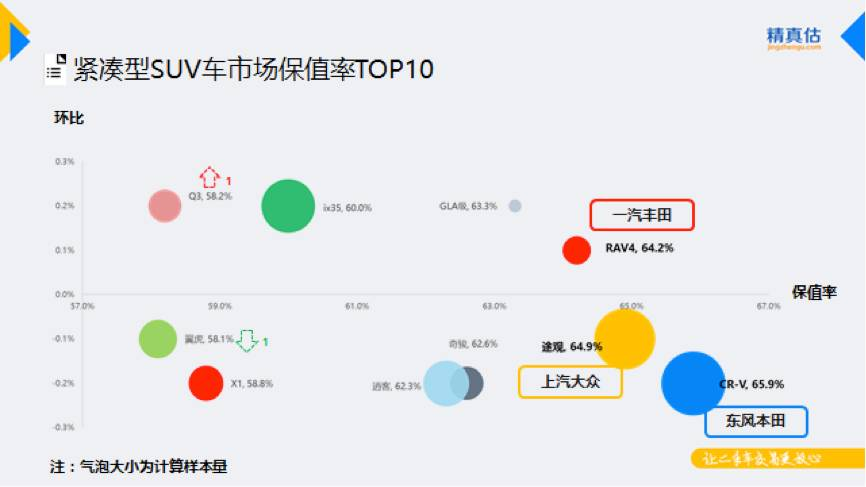 精真估
jingzhengu.com
紧凑型SUV车市场保值率TOP10
环比
0.3%
1
Q3, 58.2%
0.2%
ix35, 60.0%
GLA级, 63.3%
一汽丰田
0.1%
RAV4, 64.2%
0.0%
保值率
57.0%
59.0%
61.0%
63.0%
65.0%
67.0%
-0.1%
翼虎, 58.1%
1
奇骏, 62.6%
途观, 64.9%
-0.2%
X1, 58.8%
逍客, 62.3%
上汽大众
CR-V, 65.9%
东风本田
-0.3%
让二手车交易更放心
注：气泡大小为计算样本量